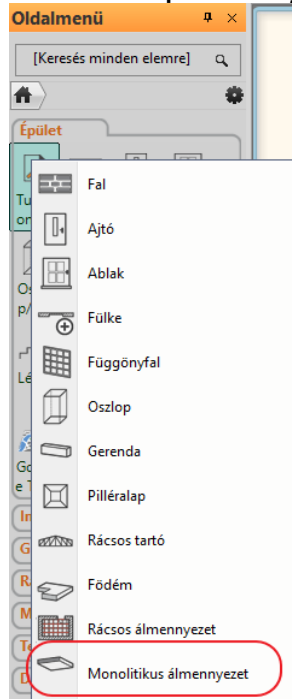 Oldalmenü
[Keresés minden elemre]
Épület
Fal
Ajtó
Ablak
Fülke
Függönyfal
Oszlop
Gerenda
Pilléralap
Rácsos tartó
Födém
Rácsos álmennyezet
Monolitikus álmennyezet